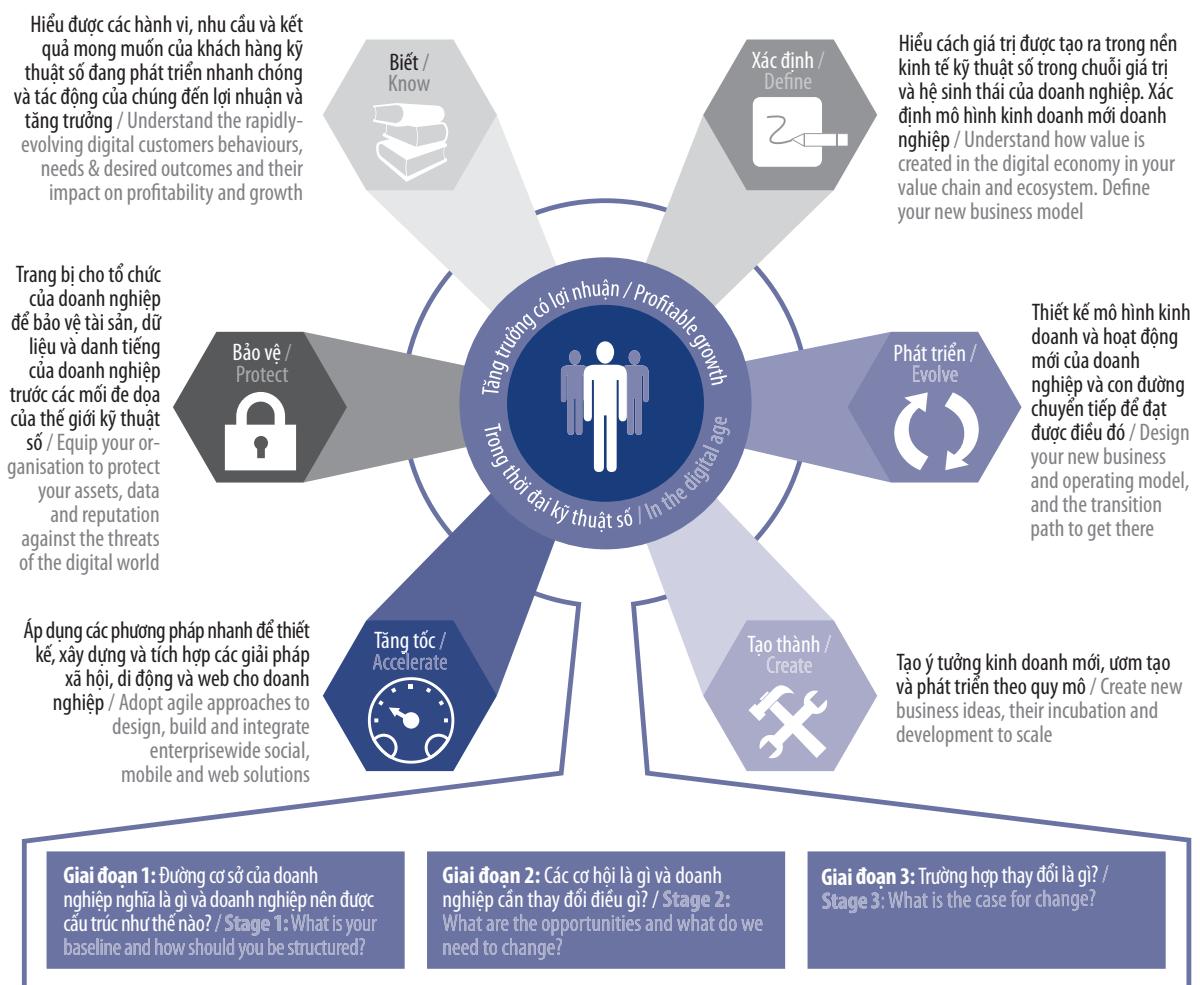 Hiểu được các hành vi, nhu cầu và kết
quả mong muốn của khách hàng kỹ
thuật số đang phát triển nhanh chóng
và tác động của chúng đến lợi nhuận và
tăng trưởng / Understand the rapidly-
evolving digital customers behaviours,
needs & desired outcomes and their
impact on profitability and growth
Biết /
Know
Xác định /
Define
Hiểu cách giá trị được tạo ra trong nền
kinh tế kỹ thuật số trong chuỗi giá trị
và hệ sinh thái của doanh nghiệp. Xác
định mô hình kinh doanh mới doanh
nghiệp / Understand how value is
created in the digital economy in your
value chain and ecosystem. Define
your new business model
Trang bị cho tổ chức
của doanh nghiệp
để bảo vệ tài sản, dữ
liệu và danh tiếng
của doanh nghiệp
trước các mối đe dọa
của thế giới kỹ thuật
số / Equip your or-
ganisation to protect
your assets, data
and reputation
against the threats
of the digital world
Bảo vệ /
Protect
Tăng trưởng có lợi nhuận / Profitable growth
Trong thời đại kỹ thuật số / In the digital age
Phát triển /
Evolve
Thiết kế mô hình kinh
doanh và hoạt động
mới của doanh
nghiệp và con đường
chuyển tiếp để đạt
được điều đó / Design
your new business
and operating model,
and the transition
path to get there
Áp dụng các phương pháp nhanh để thiết
kế, xây dựng và tích hợp các giải pháp
xã hội, di động và web cho doanh
nghiệp / Adopt agile approaches to
design, build and integrate
enterprisewide social,
mobile and web solutions
Tăng tốc /
Accelerate
Tạo thành /
Create
Tạo ý tưởng kinh doanh mới, ươm tạo
và phát triển theo quy mô / Create new
business ideas, their incubation and
development to scale
Giai đoạn 1: Đường cơ sở của doanh
nghiệp nghĩa là gì và doanh nghiệp nên được
cấu trúc như thế nào? / Stage 1: What is your
baseline and how should you be structured?
Giai đoạn 2: Các cơ hội là gì và doanh
nghiệp cần thay đổi điều gì? / Stage 2:
What are the opportunities and what do we
need to change?
Giai đoạn 3: Trường hợp thay đổi là gì? /
Stage 3: What is the case for change?